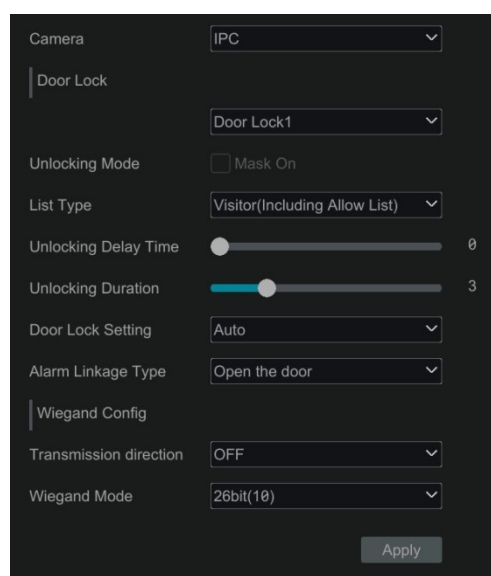 Camera IPC
Door Lock
Door Lock1
Unlocking Mode Mask On
List Type Visitor(Including Allow List)
Unlocking Delay Time 0
Unlocking Duration 3
Door Lock Setting Auto
Alarm Linkage Type Open the door
Wiegand Config
Transmission direction OFF
Wiegand Mode 26bit(10)
Apply